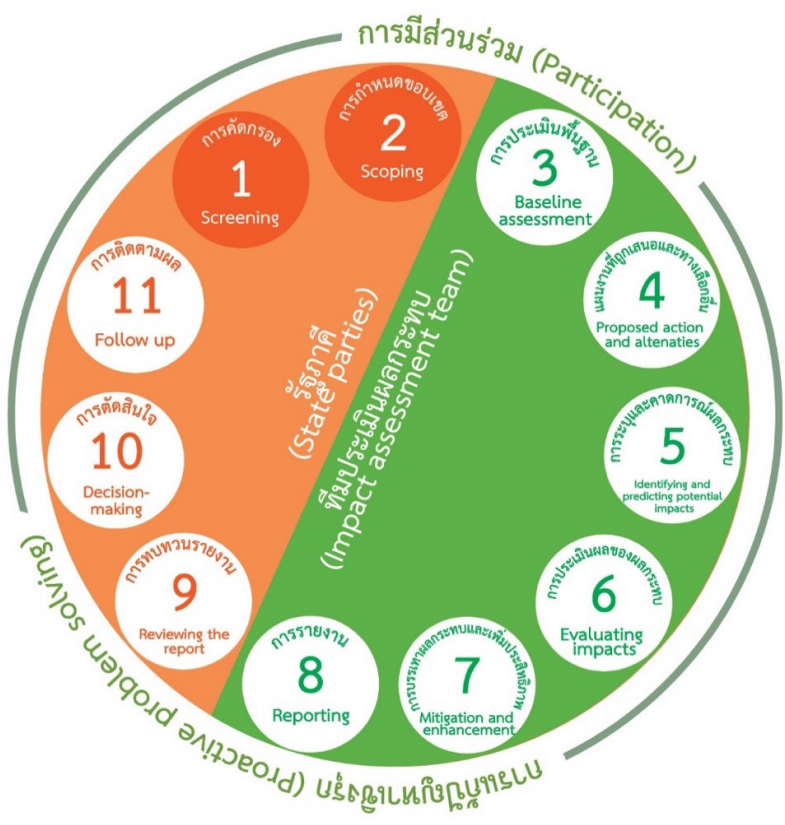 การมีส่วนร่วม (Participation)
การคัดกรอง
1
Screening
การกำหนดขอบเขต
2
Scoping
การประเมินพื้นฐาน
3
Baseline
assessment
แผนงานที่ถูกเสนอและทางเลือกอื่น
4
Proposed action
and altenaties
การระบุและคาดการณ์ผลกระทบ
5
Identifying and
predicting potential
impacts
การประเมินผลของผลกระทบ
6
Evaluating
impacts
การบรรเทาผลกระทบและเพิ่มประสิทธิภาพ
7
Mitigation and
enhancement
การรายงาน
8
Reporting
การทบทวนรายงาน
9
Reviewing the
report
การตัดสินใจ
10
Decision-
making
การติดตามผล
11
Follow up
รัฐภาคี
(State parties)
ทีมประเมินผลกระทบ
(Impact assessment team)
การแก้ปัญหาเชิงรุก (Proactive problem solving)